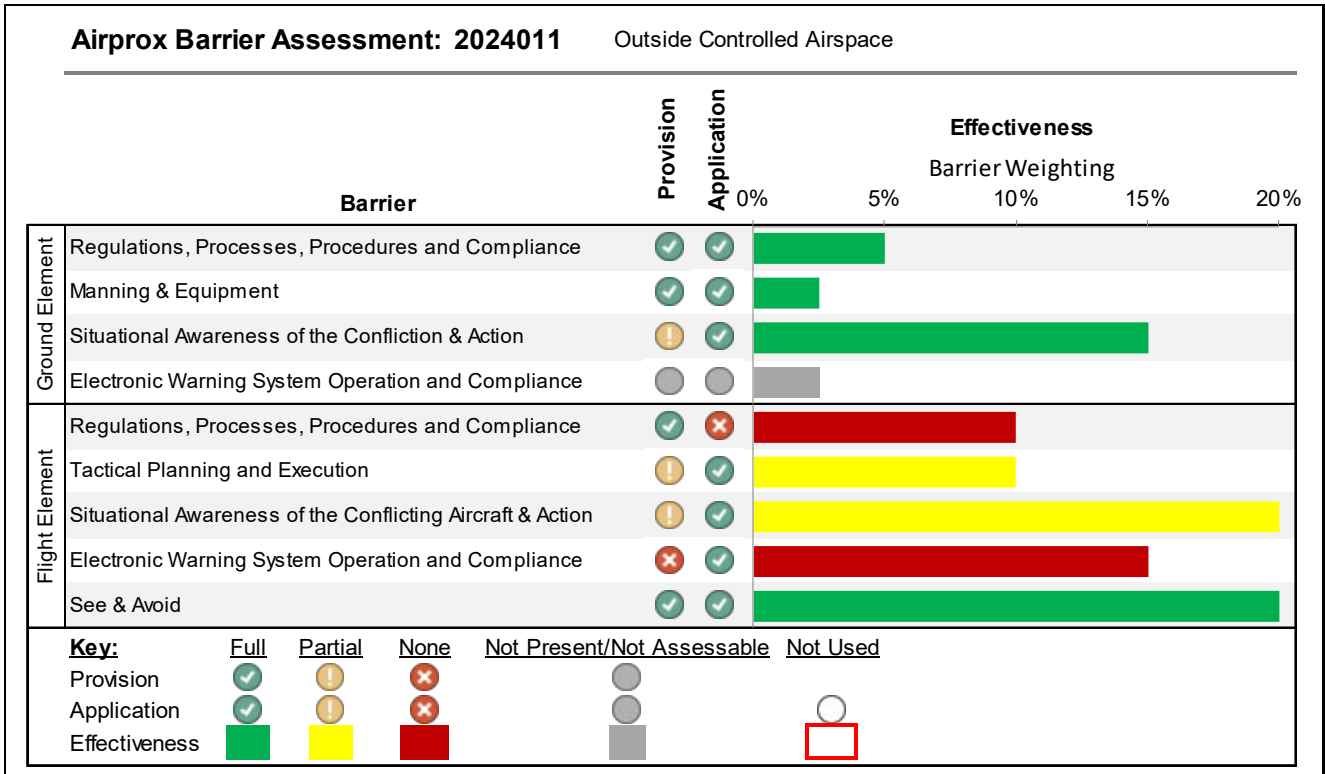 Airprox Barrier Assessment: 2024011 Outside Controlled Airspace
Provision
Application
Effectiveness
Barrier Weighting
Barrier
0% 5% 10% 15% 20%
Ground Element
Regulations, Processes, Procedures and Compliance
Manning & Equipment
Situational Awareness of the Confliction & Action
Electronic Warning System Operation and Compliance
Flight Element
Regulations, Processes, Procedures and Compliance
Tactical Planning and Execution
Situational Awareness of the Conflicting Aircraft & Action
Electronic Warning System Operation and Compliance
See & Avoid
Key: Full Partial None Not Present/Not Assessable Not Used
Provision
Application
Effectiveness